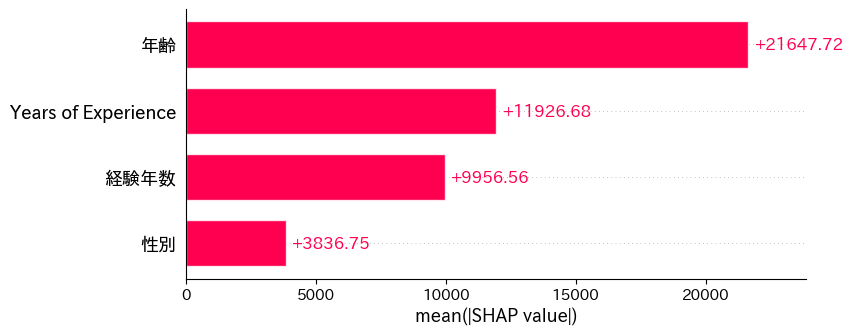 年齢 +21647.72
Years of Experience +11926.68
経験年数 +9956.56
性別 +3836.75
0 5000 10000 15000 20000
mean(|SHAP value|)